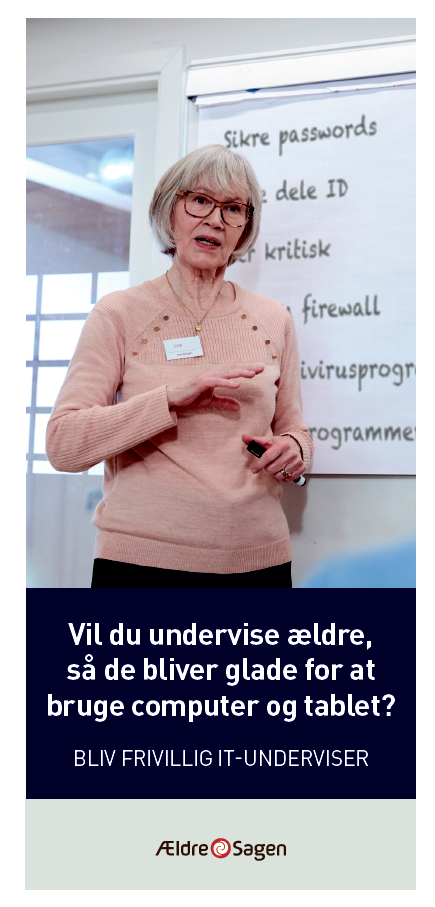 Sikre passwords
dele ID
kritisk
firewall
Vil du undervise ældre,
så de bliver glade for at
bruge computer og tablet?
BLIV FRIVILLIG IT-UNDERVISER
Ældre Sagen